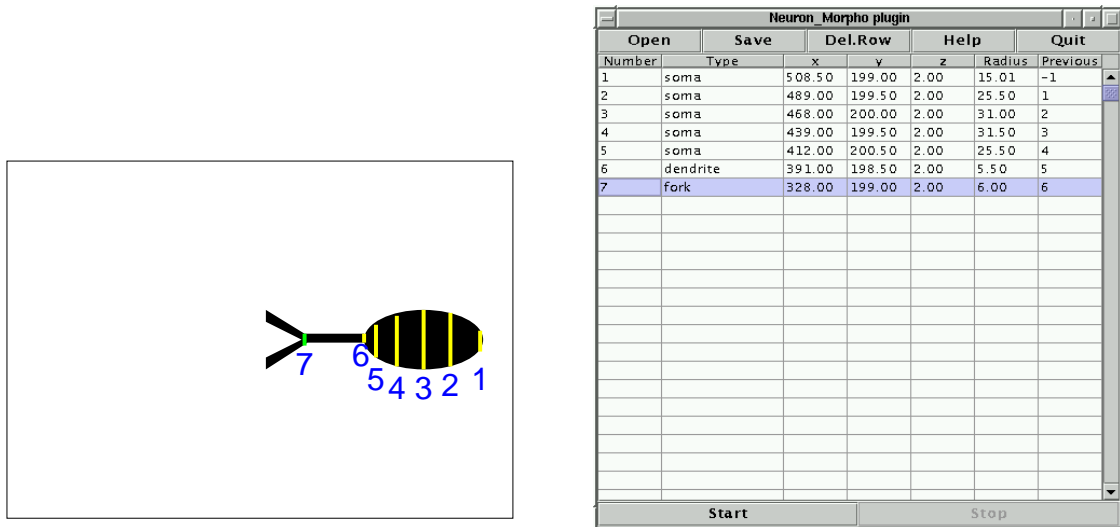 7
6
5
4
3
2
1
Neuron_Morpho plugin
Open Save Del.Row Help Quit
Number Type x y z Radius Previous
1 soma 508.50 199.00 2.00 15.01 -1
2 soma 489.00 199.50 25.50 1
3 soma 468.00 200.00 2.00 31.00 2
4 soma 439.00 199.50 2.00 31.50 3
5 soma 412.00 200.50 2.00 25.50 4
6 dendrite 391.00 198.50 2.00 5.50 5
7 fork 328.00 199.00 2.00 6.00 6
Start Stop